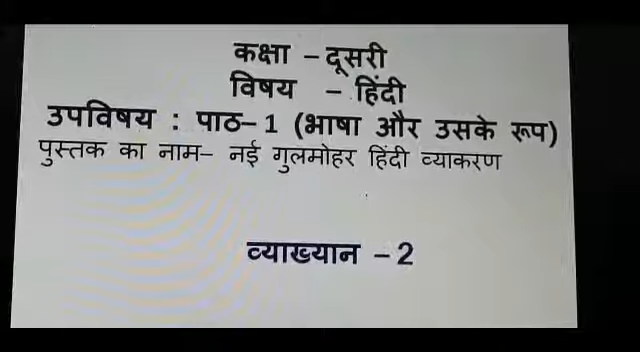 कक्षा – दूसरी
विषय – हिंदी
उपविषय : पाठ– 1 (भाषा और उसके रूप)
पुस्तक का नाम– नई गुलमोहर हिंदी व्याकरण
व्याख्यान – 2